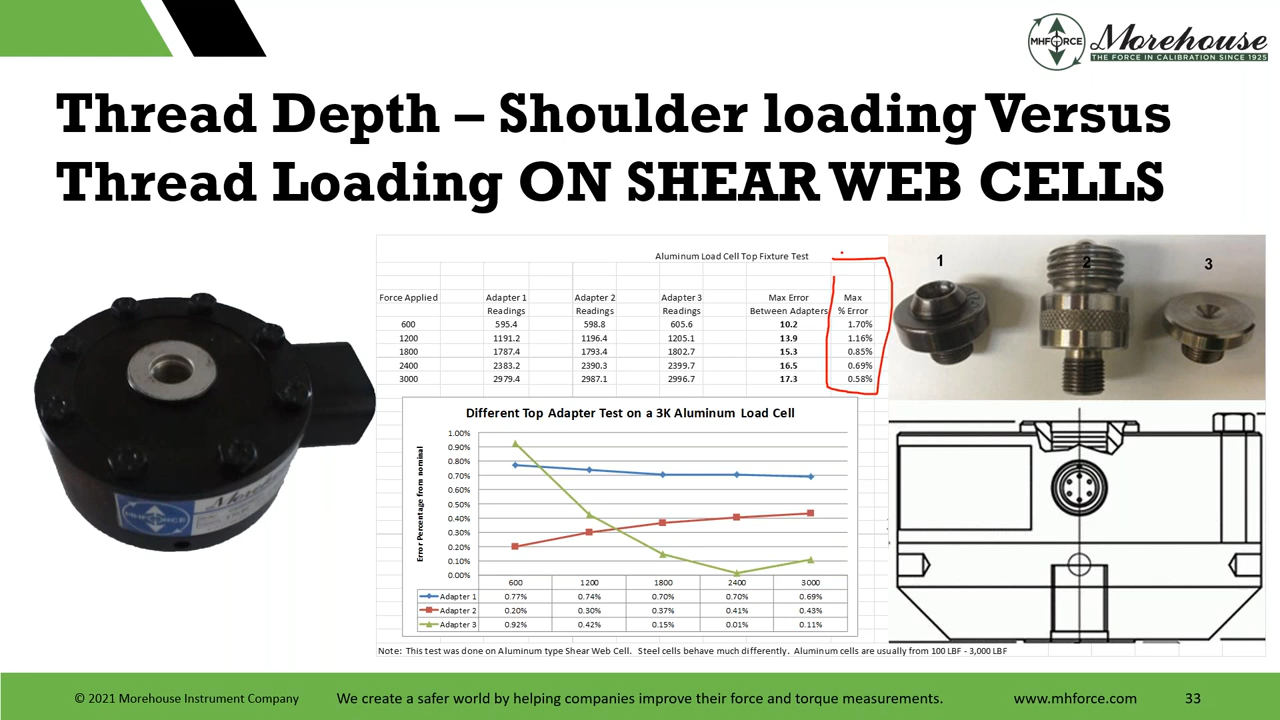 MHFORCE
Morehouse
THE FORCE IN CALIBRATION SINCE 1925
Thread Depth – Shoulder loading Versus
Thread Loading ON SHEAR WEB CELLS
Aluminum Load Cell Top Fixture Test
Force Applied Adapter 1 Adapter 2 Adapter 3 Max Error Max
Readings Readings Readings Between Adapters % Error
600 595.4 598.8 605.6 10.2 1.70%
1200 1191.2 1196.4 1205.1 13.9 1.16%
1800 1787.4 1793.4 1802.7 15.3 0.85%
2400 2383.2 2390.3 2399.7 16.5 0.69%
3000 2979.4 2987.1 2996.7 17.3 0.58%
1 2 3
Different Top Adapter Test on a 3K Aluminum Load Cell
Error Percentage from nominal
1.00%
0.90%
0.80%
0.70%
0.60%
0.50%
0.40%
0.30%
0.20%
0.10%
0.00%
600 1200 1800 2400 3000
Adapter 1 0.77% 0.74% 0.70% 0.70% 0.69%
Adapter 2 0.20% 0.30% 0.37% 0.41% 0.43%
Adapter 3 0.92% 0.42% 0.15% 0.01% 0.11%
Morehouse
MHFORCE
Note: This test was done on Aluminum type Shear Web Cell. Steel cells behave much differently. Aluminum cells are usually from 100 LBF - 3,000 LBF
© 2021 Morehouse Instrument Company We create a safer world by helping companies improve their force and torque measurements. www.mhforce.com 33